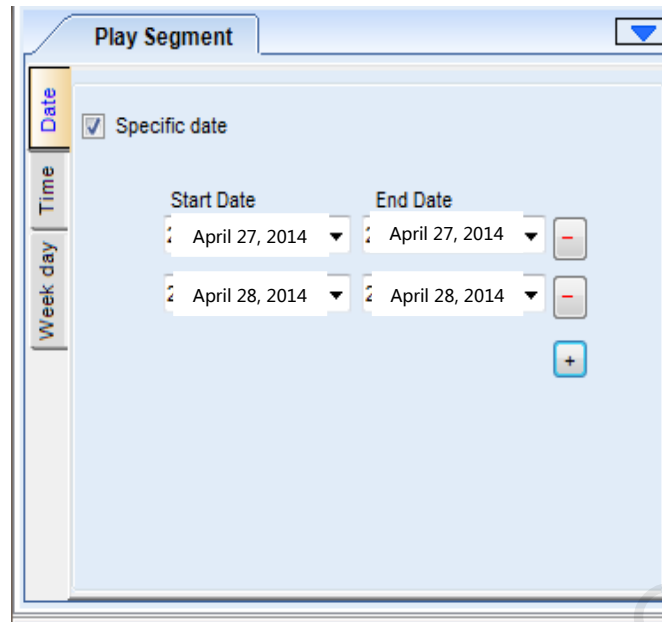 Play Segment
Date
Time
Week day
Specific date
Start Date End Date
April 27, 2014 April 27, 2014 −
April 28, 2014 April 28, 2014 −
+